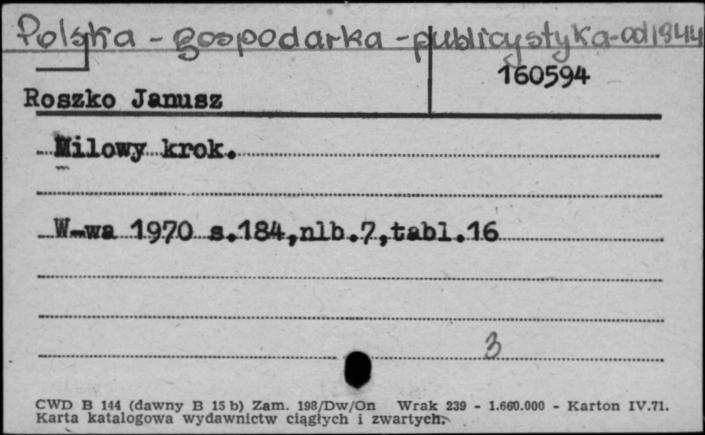 Polska - gospodarka - publicystyka - od 1944
160594
Roszko Janusz
Milowy krok.
W-wa 1970 s.184,nlb.7,tabl.16
3
CWD B 144 (dawny B 15 b) Zam. 198/Dw/On Wrak 239 - 1.660.000 - Karton IV.71.
Karta katalogowa wydawnictw ciągłych i zwartych.